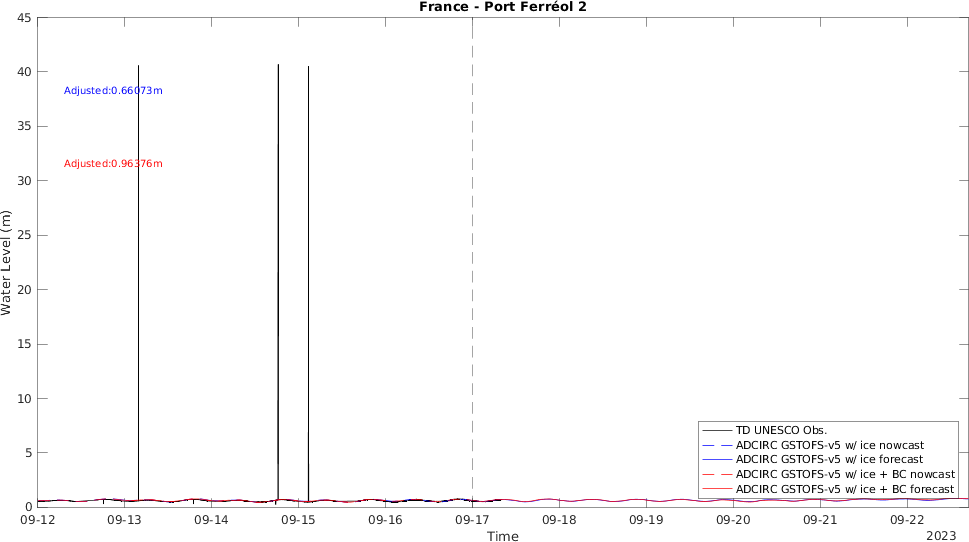 France - Port Ferréol 2
45
40
35
30
25
20
15
10
5
0
Water Level (m)
Adjusted:0.66073m
Adjusted:0.96376m
TD UNESCO Obs.
ADCIRC GSTOFS-v5 w/ ice nowcast
ADCIRC GSTOFS-v5 w/ ice forecast
ADCIRC GSTOFS-v5 w/ ice + BC nowcast
ADCIRC GSTOFS-v5 w/ ice + BC forecast
09-12 09-13 09-14 09-15 09-16 09-17 09-18 09-19 09-20 09-21 09-22
Time
2023